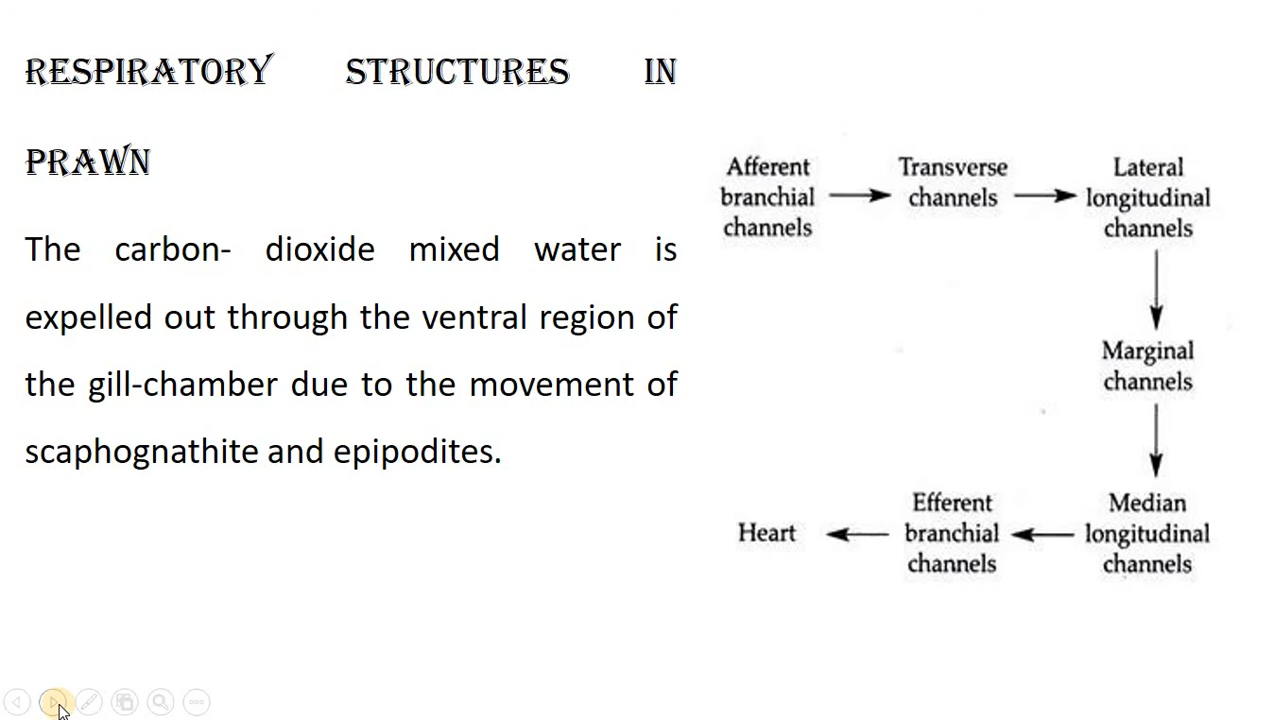 RESPIRATORY STRUCTURES IN
PRAWN
The carbon- dioxide mixed water is
expelled out through the ventral region of
the gill-chamber due to the movement of
scaphognathite and epipodites.
Afferent
branchial
channels
Transverse
channels
Lateral
longitudinal
channels
Marginal
channels
Median
longitudinal
channels
Efferent
branchial
channels
Heart